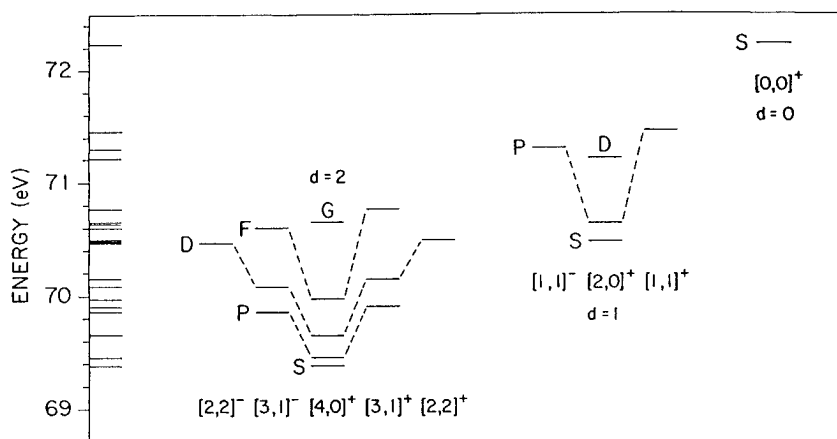 ENERGY (eV)
72
71
70
69
S
[0,0]⁺
d = 0
P
D
S
[1,1]⁻ [2,0]⁺ [1,1]⁺
d = 1
d = 2
G
F
D
P
S
[2,2]⁻ [3,1]⁻ [4,0]⁺ [3,1]⁺ [2,2]⁺